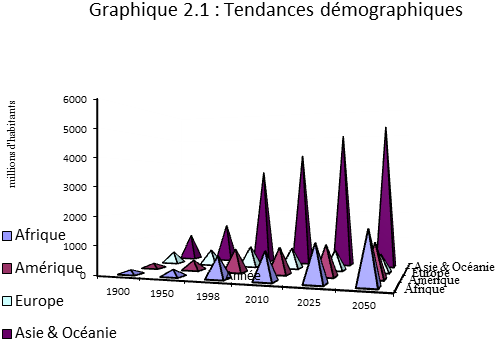 Graphique 2.1 : Tendances démographiques
millions d'habitants
6000
5000
4000
3000
2000
1000
0
1900
1950
1998
2010
2025
2050
Année
Asie & Océanie
Europe
Amérique
Afrique
Afrique
Amérique
Europe
Asie & Océanie